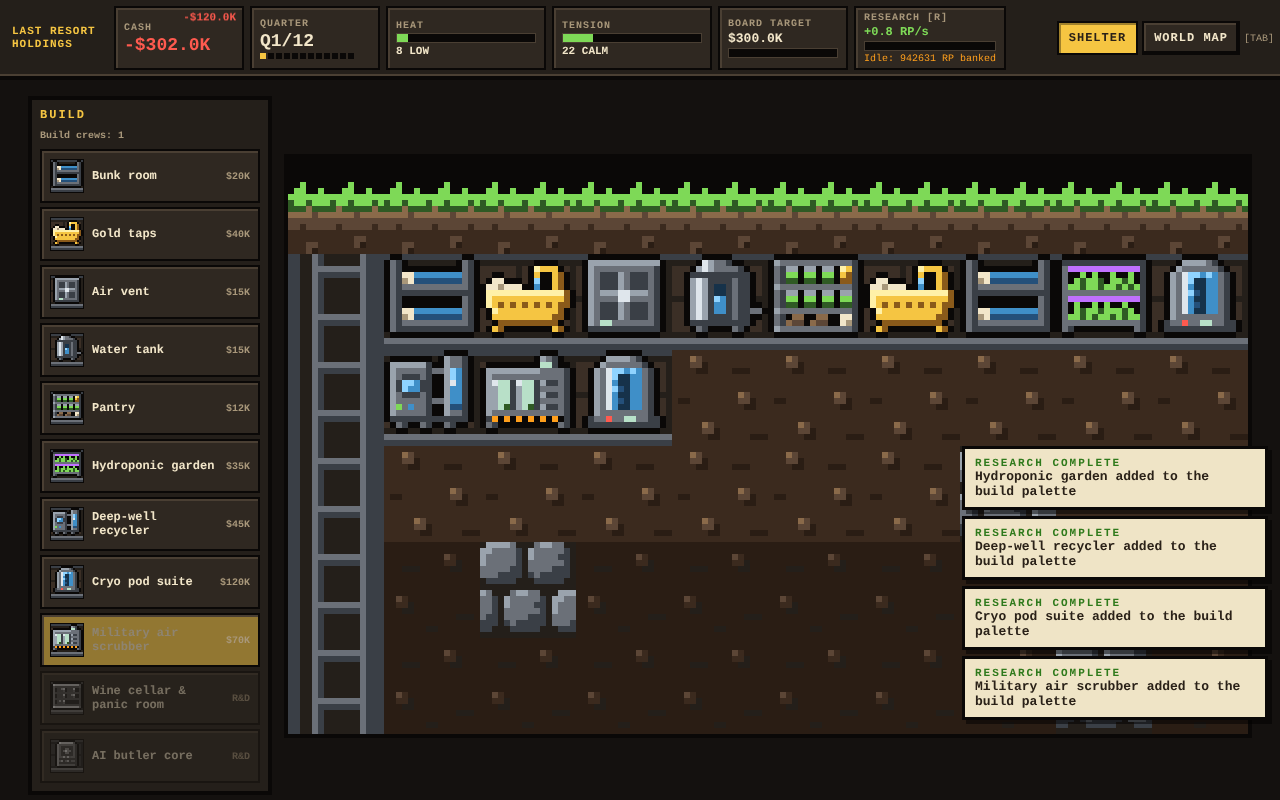 LAST RESORT
HOLDINGS
-$120.0K
CASH
-$302.0K
QUARTER
Q1/12
HEAT
8 LOW
TENSION
22 CALM
BOARD TARGET
$300.0K
RESEARCH [R]
+0.8 RP/s
Idle: 942631 RP banked
SHELTER
WORLD MAP
[TAB]
BUILD
Build crews: 1
Bunk room $20K
Gold taps $40K
Air vent $15K
Water tank $15K
Pantry $12K
Hydroponic garden $35K
Deep-well
recycler $45K
Cryo pod suite $120K
Military air
scrubber $70K
Wine cellar &
panic room R&D
AI butler core R&D
RESEARCH COMPLETE
Hydroponic garden added to the
build palette
RESEARCH COMPLETE
Deep-well recycler added to the
build palette
RESEARCH COMPLETE
Cryo pod suite added to the build
palette
RESEARCH COMPLETE
Military air scrubber added to the
build palette